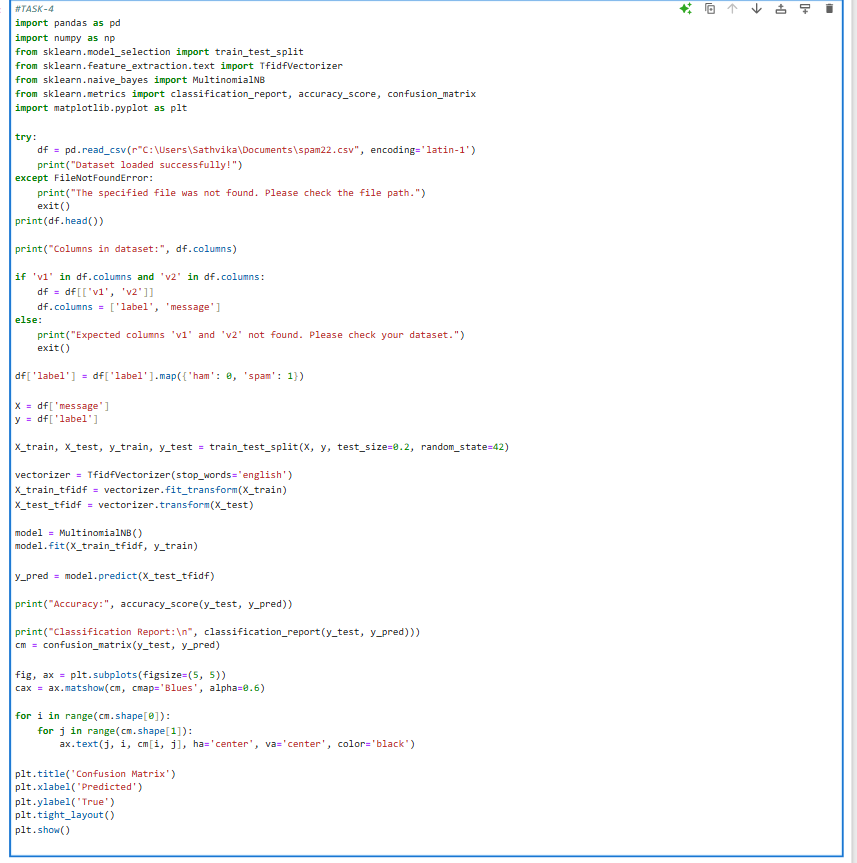 #TASK-4
import pandas as pd
import numpy as np
from sklearn.model_selection import train_test_split
from sklearn.feature_extraction.text import TfidfVectorizer
from sklearn.naive_bayes import MultinomialNB
from sklearn.metrics import classification_report, accuracy_score, confusion_matrix
import matplotlib.pyplot as plt

try:
    df = pd.read_csv(r"C:\Users\Sathvika\Documents\spam22.csv", encoding='latin-1')
    print("Dataset loaded successfully!")
except FileNotFoundError:
    print("The specified file was not found. Please check the file path.")
    exit()
print(df.head())

print("Columns in dataset:", df.columns)

if 'v1' in df.columns and 'v2' in df.columns:
    df = df[['v1', 'v2']]
    df.columns = ['label', 'message']
else:
    print("Expected columns 'v1' and 'v2' not found. Please check your dataset.")
    exit()

df['label'] = df['label'].map({'ham': 0, 'spam': 1})

X = df['message']
y = df['label']

X_train, X_test, y_train, y_test = train_test_split(X, y, test_size=0.2, random_state=42)

vectorizer = TfidfVectorizer(stop_words='english')
X_train_tfidf = vectorizer.fit_transform(X_train)
X_test_tfidf = vectorizer.transform(X_test)

model = MultinomialNB()
model.fit(X_train_tfidf, y_train)

y_pred = model.predict(X_test_tfidf)

print("Accuracy:", accuracy_score(y_test, y_pred))

print("Classification Report:\n", classification_report(y_test, y_pred)))
cm = confusion_matrix(y_test, y_pred)

fig, ax = plt.subplots(figsize=(5, 5))
cax = ax.matshow(cm, cmap='Blues', alpha=0.6)

for i in range(cm.shape[0]):
    for j in range(cm.shape[1]):
        ax.text(j, i, cm[i, j], ha='center', va='center', color='black')

plt.title('Confusion Matrix')
plt.xlabel('Predicted')
plt.ylabel('True')
plt.tight_layout()
plt.show()